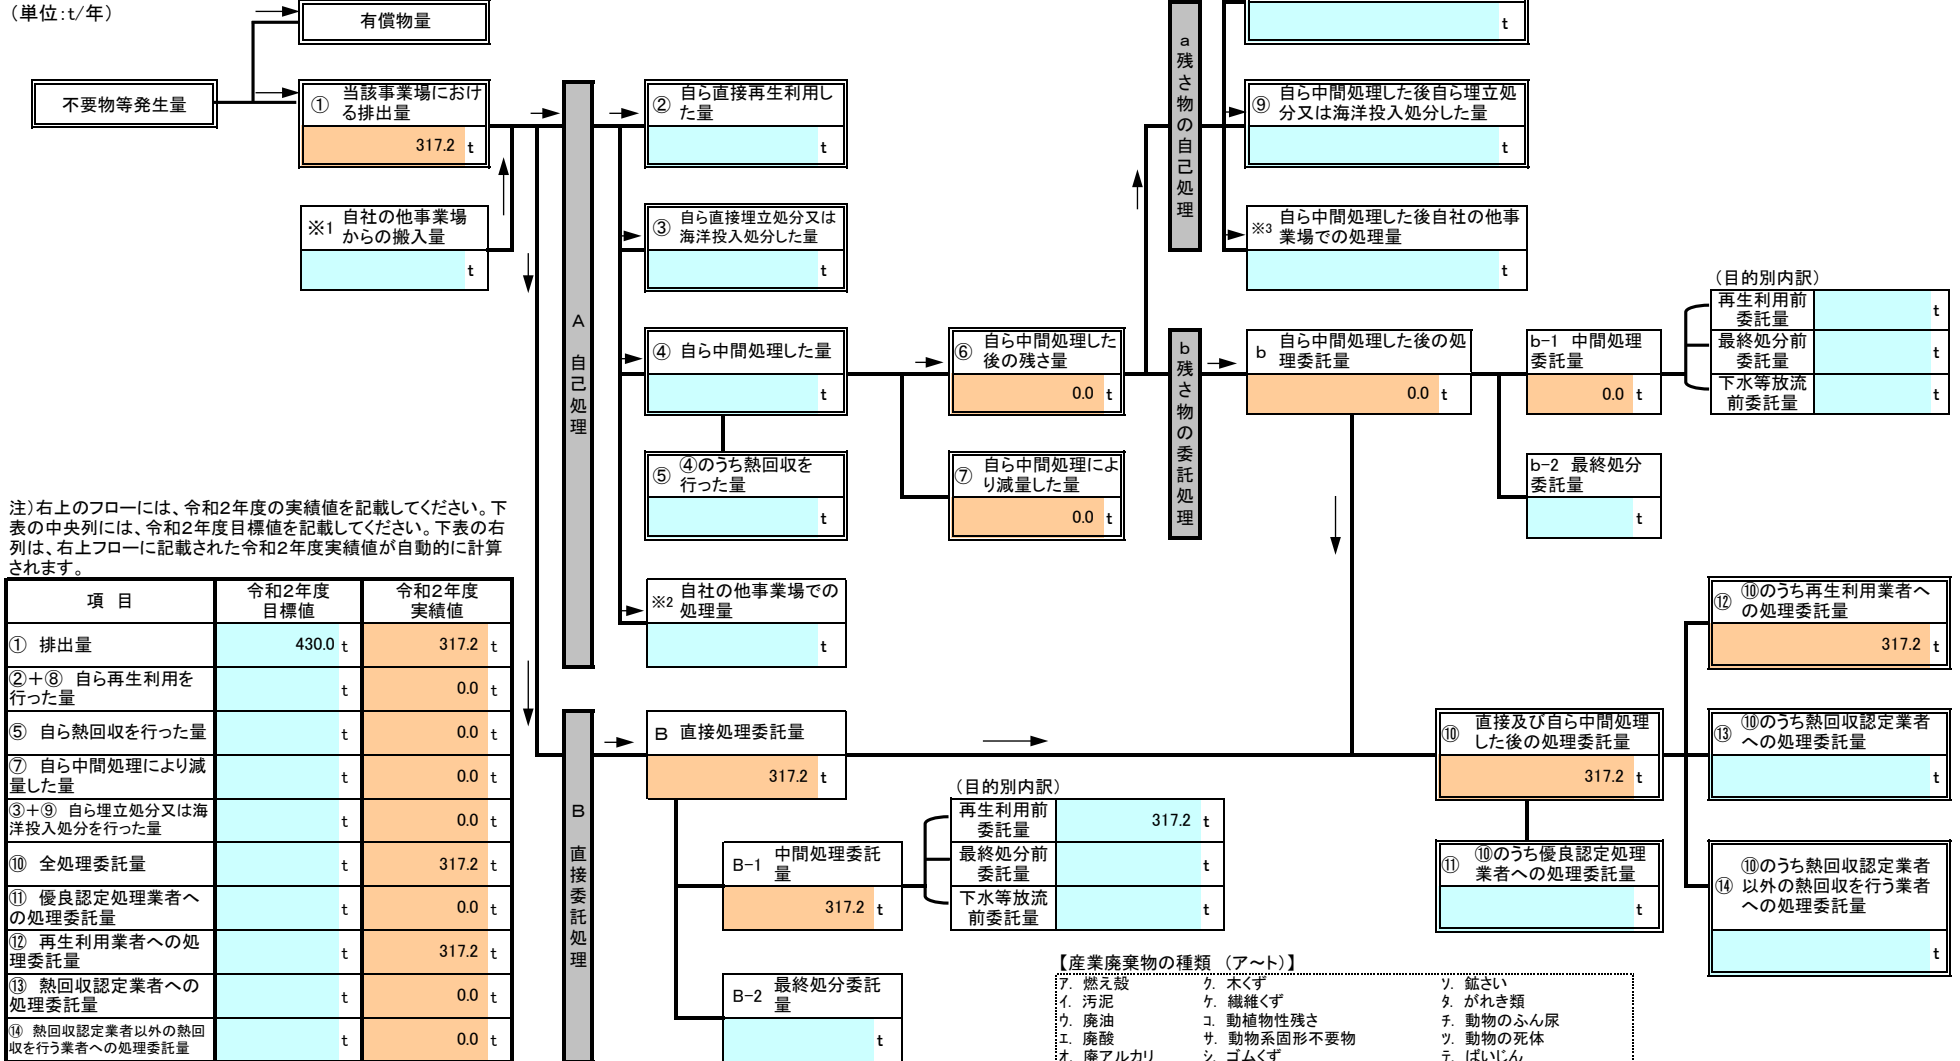 （単位：t/年）
有償物量
不要物等発生量
① 当該事業場におけ
る排出量
317.2 t
※1 自社の他事業場
からの搬入量
t
A 自己処理
② 自ら直接再生利用し
た量
t
③ 自ら直接埋立処分又は
海洋投入処分した量
t
④ 自ら中間処理した量
t
⑤ ④のうち熱回収を
行った量
t
※2 自社の他事業場での
処理量
t
⑥ 自ら中間処理した
後の残さ量
0.0 t
⑦ 自ら中間処理によ
り減量した量
0.0 t
a 残さ物の自己処理
t
⑨ 自ら中間処理した後自ら埋立処
分又は海洋投入処分した量
t
※3 自ら中間処理した後自社の他事
業場での処理量
t
b 残さ物の委託処理
b 自ら中間処理した後の処
理委託量
0.0 t
b-1 中間処理
委託量
0.0 t
（目的別内訳）
再生利用前
委託量
t
最終処分前
委託量
t
下水等放流
前委託量
t
b-2 最終処分
委託量
t
注）右上のフローには、令和2年度の実績値を記載してください。下
表の中央列には、令和2年度目標値を記載してください。下表の右
列は、右上フローに記載された令和2年度実績値が自動的に計算
されます。
項 目 令和2年度
目標値 令和2年度
実績値
① 排出量 430.0 t 317.2 t
②＋⑧ 自ら再生利用を
行った量 t 0.0 t
⑤ 自ら熱回収を行った量 t 0.0 t
⑦ 自ら中間処理により減
量した量 t 0.0 t
③＋⑨ 自ら埋立処分又は海
洋投入処分を行った量 t 0.0 t
⑩ 全処理委託量 t 317.2 t
⑪ 優良認定処理業者へ
の処理委託量 t 0.0 t
⑫ 再生利用業者への処
理委託量 t 317.2 t
⑬ 熱回収認定業者への
処理委託量 t 0.0 t
⑭ 熱回収認定業者以外の熱回
収を行う業者への処理委託量 t 0.0 t
B 直接委託処理
B 直接処理委託量
317.2 t
B-1 中間処理委託
量
317.2 t
（目的別内訳）
再生利用前
委託量
317.2 t
最終処分前
委託量
t
下水等放流
前委託量
t
B-2 最終処分委託
量
t
⑩ 直接及び自ら中間処理
した後の処理委託量
317.2 t
⑪ ⑩のうち優良認定処理
業者への処理委託量
t
⑫ ⑩のうち再生利用業者へ
の処理委託量
317.2 t
⑬ ⑩のうち熱回収認定業者
への処理委託量
t
⑭ ⑩のうち熱回収認定業者
以外の熱回収を行う業者
への処理委託量
t
【産業廃棄物の種類 （ア～ト）】
ア. 燃え殻 ク. 木くず ソ. 鉱さい
イ. 汚泥 ケ. 繊維くず タ. がれき類
ウ. 廃油 コ. 動植物性残さ チ. 動物のふん尿
エ. 廃酸 サ. 動物系固形不要物 ツ. 動物の死体
オ. 廃アルカリ シ. ゴムくず テ. ばいじん